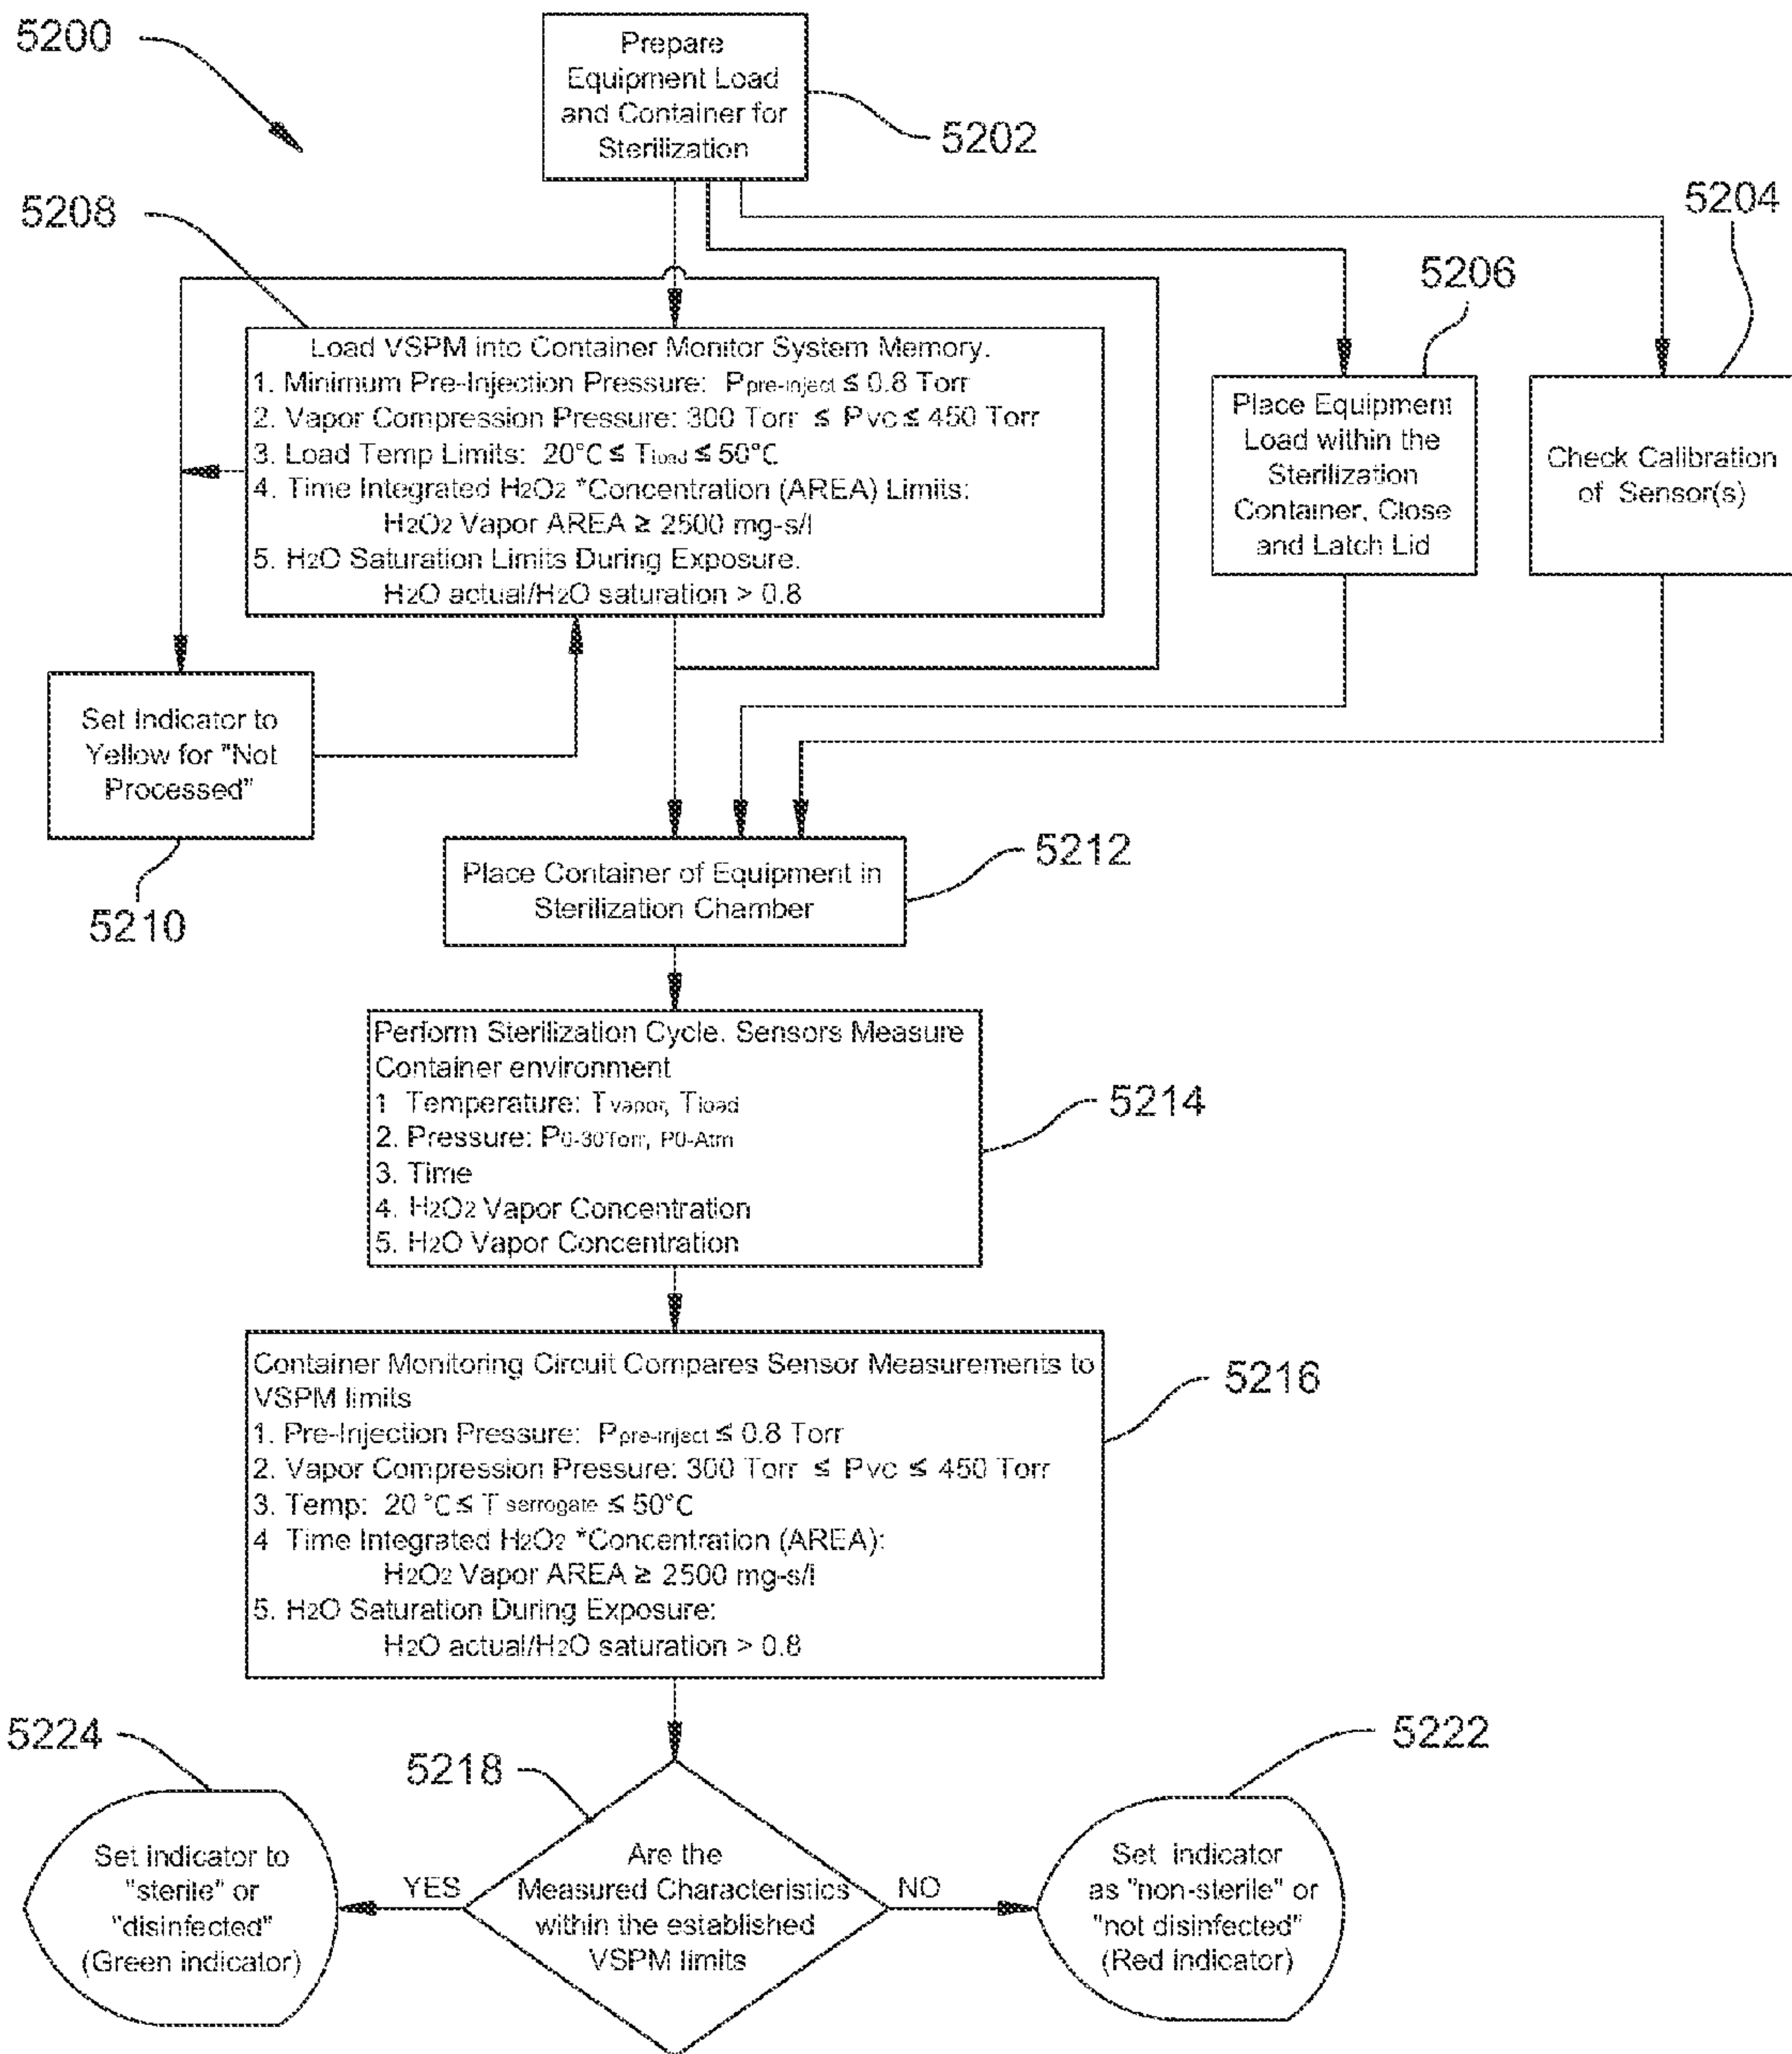 5200
Prepare
Equipment Load
and Container for
Sterilization
5202
5208
5204
5206
Load VSPM into Container Monitor System Memory.
1. Minimum Pre-Injection Pressure: Ppre-inject ≤ 0.8 Torr
2. Vapor Compression Pressure: 300 Torr ≤ Pvc ≤ 450 Torr
3. Load Temp Limits: 20°C ≤ Tload ≤ 50°C
4. Time Integrated H2O2 *Concentration (AREA) Limits:
H2O2 Vapor AREA ≥ 2500 mg-s/l
5. H2O Saturation Limits During Exposure.
H2O actual/H2O saturation > 0.8
Place Equipment
Load within the
Sterilization
Container, Close
and Latch Lid
Check Calibration
of Sensor(s)
Set Indicator to
Yellow for "Not
Processed"
5210
Place Container of Equipment in
Sterilization Chamber
5212
Perform Sterilization Cycle. Sensors Measure
Container environment
1 Temperature: Tvapor, Tload
2. Pressure: P0-30Torr, P0-Atm
3. Time
4. H2O2 Vapor Concentration
5. H2O Vapor Concentration
5214
Container Monitoring Circuit Compares Sensor Measurements to
VSPM limits
1. Pre-Injection Pressure: Ppre-inject ≤ 0.8 Torr
2. Vapor Compression Pressure: 300 Torr ≤ Pvc ≤ 450 Torr
3. Temp: 20 °C ≤ T serrogate ≤ 50°C
4 Time Integrated H2O2 *Concentration (AREA):
H2O2 Vapor AREA ≥ 2500 mg-s/l
5. H2O Saturation During Exposure:
H2O actual/H2O saturation > 0.8
5216
5224
5218
5222
Set indicator to
"sterile" or
"disinfected"
(Green indicator)
YES
Are the
Measured Characteristics
within the established
VSPM limits
NO
Set indicator
as "non-sterile" or
"not disinfected"
(Red indicator)